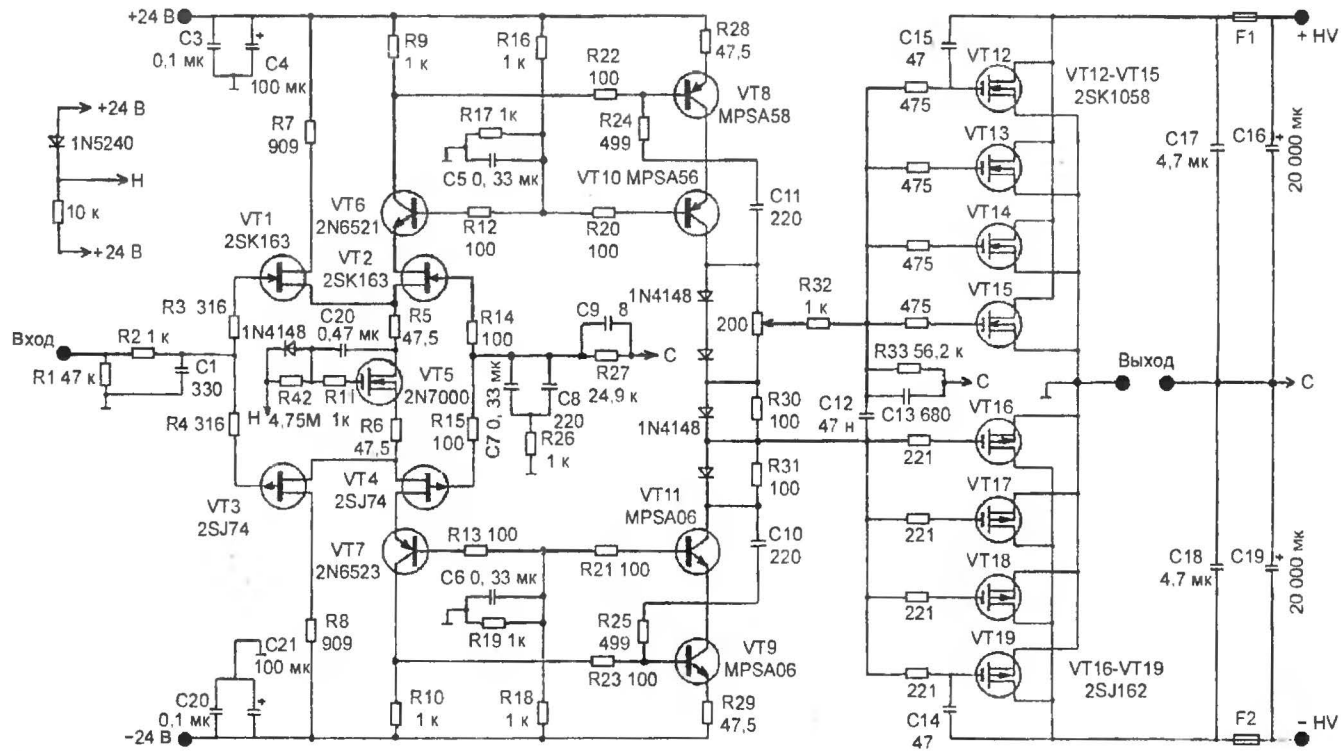 +24 В
C3
0,1 мк
C4
100 мк
+24 В
1N5240
Н
10 к
+24 В
R7
909
R9
1 к
R16
1 к
R17 1к
C5 0, 33 мк
R22
100
R24
499
R28
47,5
VT8
MPSA58
VT10 MPSA56
C11
220
VT6
2N6521
R12
100
R20
100
VT1
2SK163
VT2
2SK163
R3 316
Вход
R2 1 к
R1 47 к
C1
330
R4 316
1N4148
C20
0,47 мк
R5
47,5
R14
100
C9 8
R27
24,9 к
С
R42
4,75М
Н
R11
1к
VT5
2N7000
R6
47,5
R15
100
C7 0, 33 мк
C8
220
R26
1 к
1N4148
200
R32
1 к
1N4148
R30
100
R31
100
VT3
2SJ74
VT4
2SJ74
VT7
2N6523
R13 100
C6 0, 33 мк
R19 1к
R21 100
VT11
MPSA06
C10
220
R25
499
R23 100
VT9
MPSA06
R8
909
C21
100 мк
C20
0,1 мк
−24 В
R10
1 к
R18
1 к
R29
47,5
C15
47
475
VT12
VT12-VT15
2SK1058
475
VT13
475
VT14
475
VT15
R33 56,2 к
С
C13 680
C12
47 н
221
VT16
221
VT17
221
VT18
221
VT19
VT16-VT19
2SJ162
C14
47
F1
+ HV
C17
4,7 мк
C16
20 000 мк
Выход
С
C18
4,7 мк
C19
20 000 мк
F2
− HV